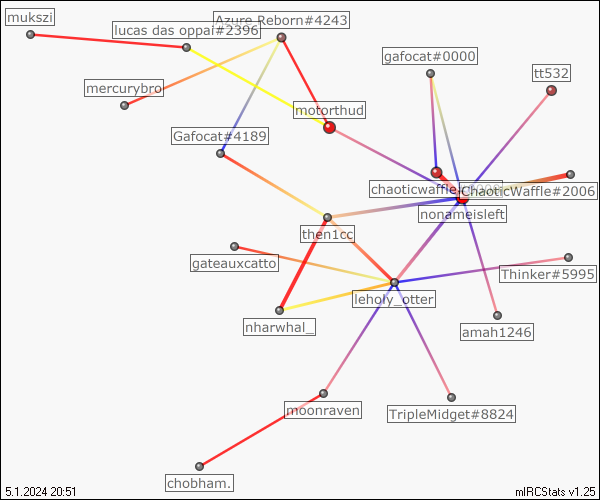 mukszi
Azure Reborn#4243
lucas das oppai#2396
gafocat#0000
tt532
mercurybro
motorthud
Gafocat#4189
ChaoticWaffle#2006
nonameisleft
then1cc
gateauxcatto
Thinker#5995
leholy_otter
nharwhal_
amah1246
moonraven
TripleMidget#8824
chobham.
5.1.2024 20:51
mIRCStats v1.25